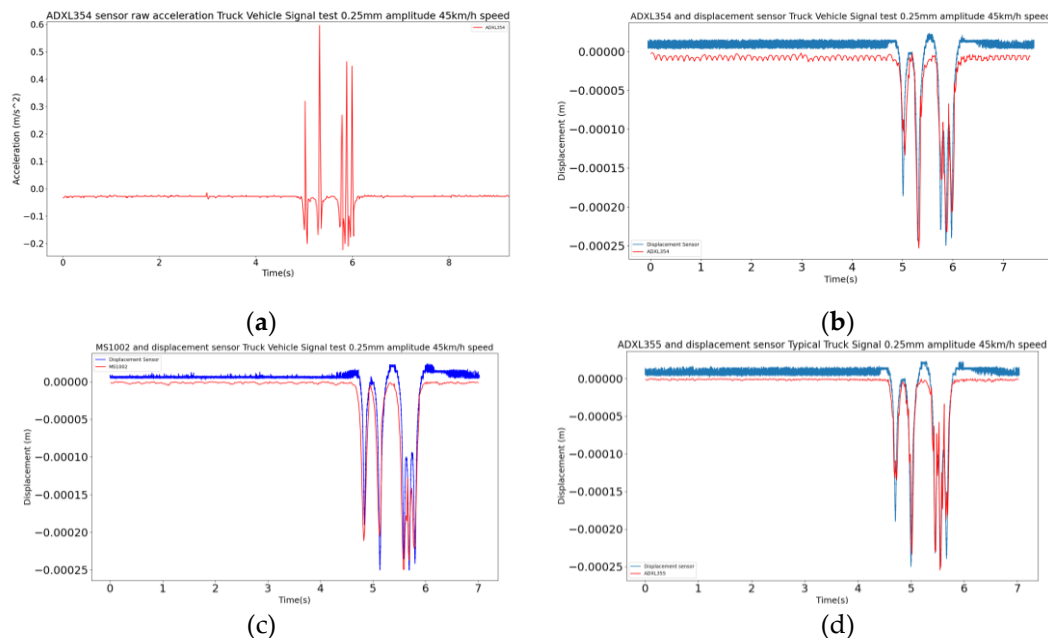 ADXL354 sensor raw acceleration Truck Vehicle Signal test 0.25mm amplitude 45km/h speed
ADXL354
0.6
0.5
0.4
0.3
0.2
0.1
0.0
−0.1
−0.2
Acceleration (m/s^2)
0 2 4 6 8
Time(s)
(a)
ADXL354 and displacement sensor Truck Vehicle Signal test 0.25mm amplitude 45km/h speed
0.00000
−0.00005
−0.00010
−0.00015
−0.00020
−0.00025
Displacement (m)
Displacement Sensor
ADXL354
0 1 2 3 4 5 6 7
Time(s)
(b)
MS1002 and displacement sensor Truck Vehicle Signal test 0.25mm amplitude 45km/h speed
Displacement Sensor
MS1002
0.00000
−0.00005
−0.00010
−0.00015
−0.00020
−0.00025
Displacement (m)
0 1 2 3 4 5 6 7
Time(s)
(c)
ADXL355 and displacement sensor Typical Truck Signal 0.25mm amplitude 45km/h speed
0.00000
−0.00005
−0.00010
−0.00015
−0.00020
−0.00025
Displacement (m)
Displacement sensor
ADXL355
0 1 2 3 4 5 6 7
Time(s)
(d)